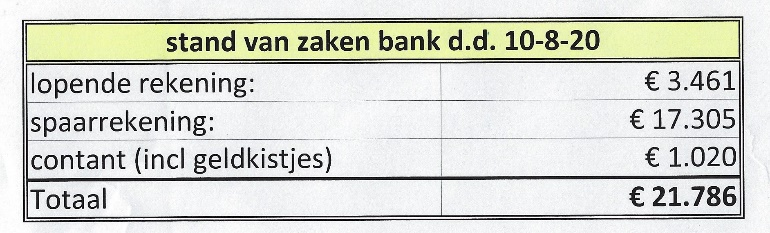 stand van zaken bank d.d. 10-8-20
lopende rekening: € 3.461
spaarrekening: € 17.305
contant (incl geldkistjes) € 1.020
Totaal € 21.786